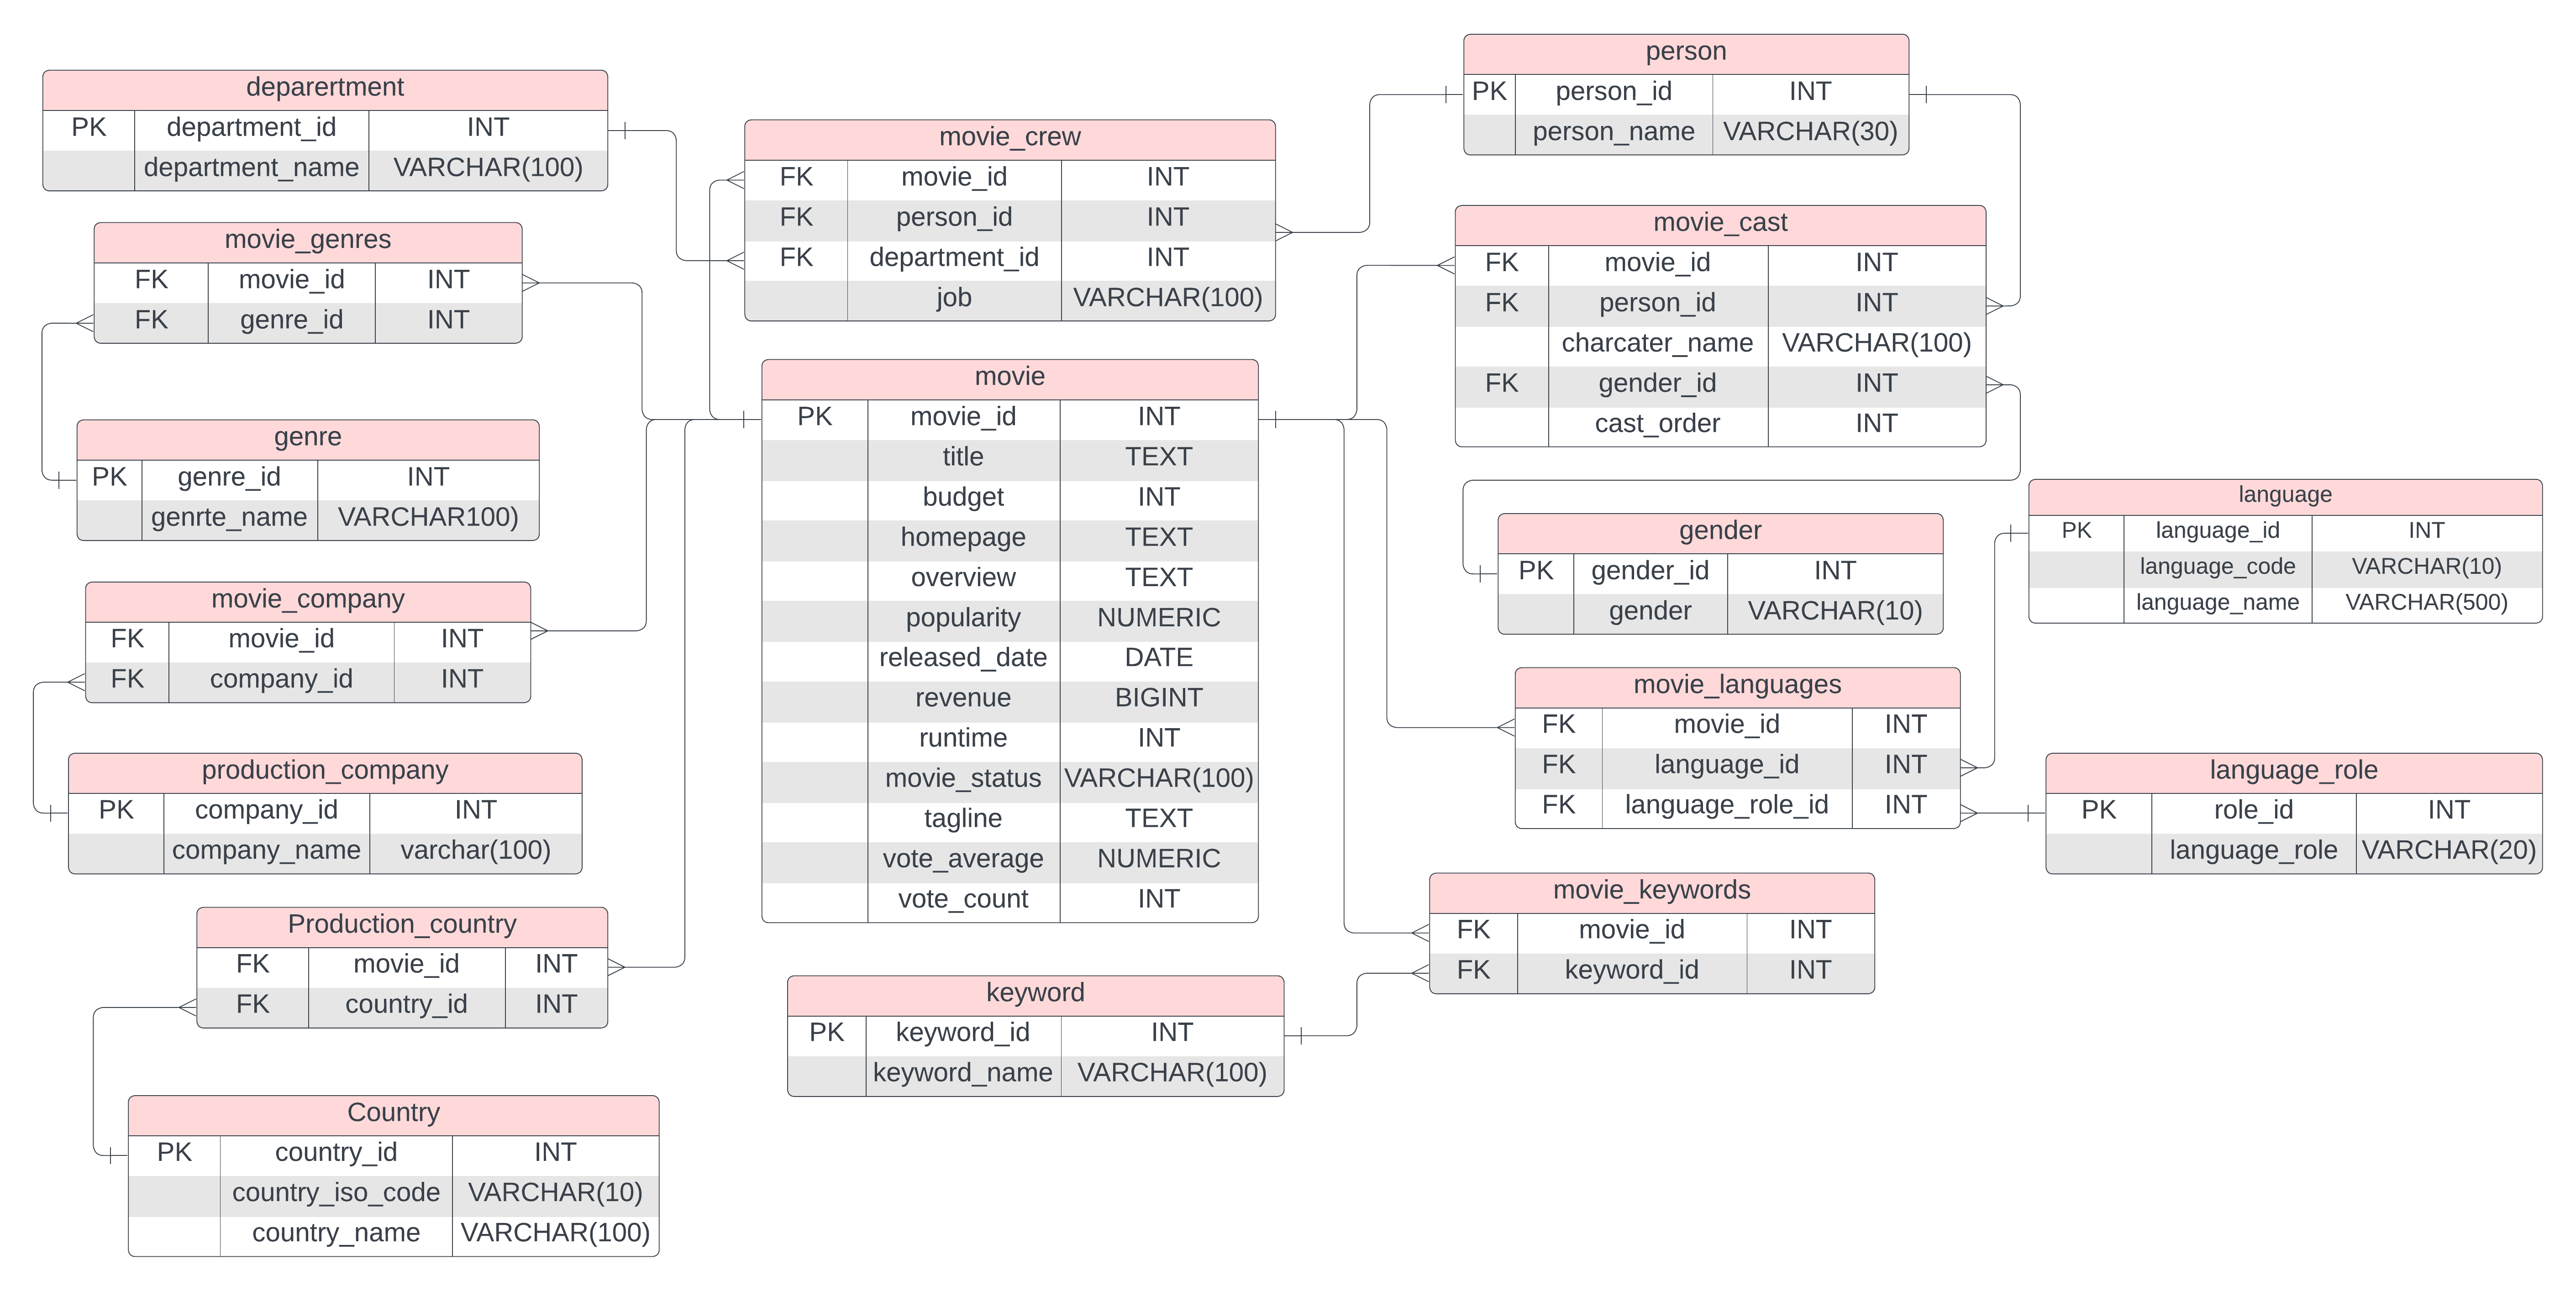 deparertment
PK department_id INT
department_name VARCHAR(100)
movie_genres
FK movie_id INT
FK genre_id INT
genre
PK genre_id INT
genrte_name VARCHAR100)
movie_company
FK movie_id INT
FK company_id INT
production_company
PK company_id INT
company_name varchar(100)
Production_country
FK movie_id INT
FK country_id INT
Country
PK country_id INT
country_iso_code VARCHAR(10)
country_name VARCHAR(100)
movie_crew
FK movie_id INT
FK person_id INT
FK department_id INT
job VARCHAR(100)
movie
PK movie_id INT
title TEXT
budget INT
homepage TEXT
overview TEXT
popularity NUMERIC
released_date DATE
revenue BIGINT
runtime INT
movie_status VARCHAR(100)
tagline TEXT
vote_average NUMERIC
vote_count INT
keyword
PK keyword_id INT
keyword_name VARCHAR(100)
person
PK person_id INT
person_name VARCHAR(30)
movie_cast
FK movie_id INT
FK person_id INT
charcater_name VARCHAR(100)
FK gender_id INT
cast_order INT
gender
PK gender_id INT
gender VARCHAR(10)
movie_languages
FK movie_id INT
FK language_id INT
FK language_role_id INT
movie_keywords
FK movie_id INT
FK keyword_id INT
language
PK language_id INT
language_code VARCHAR(10)
language_name VARCHAR(500)
language_role
PK role_id INT
language_role VARCHAR(20)